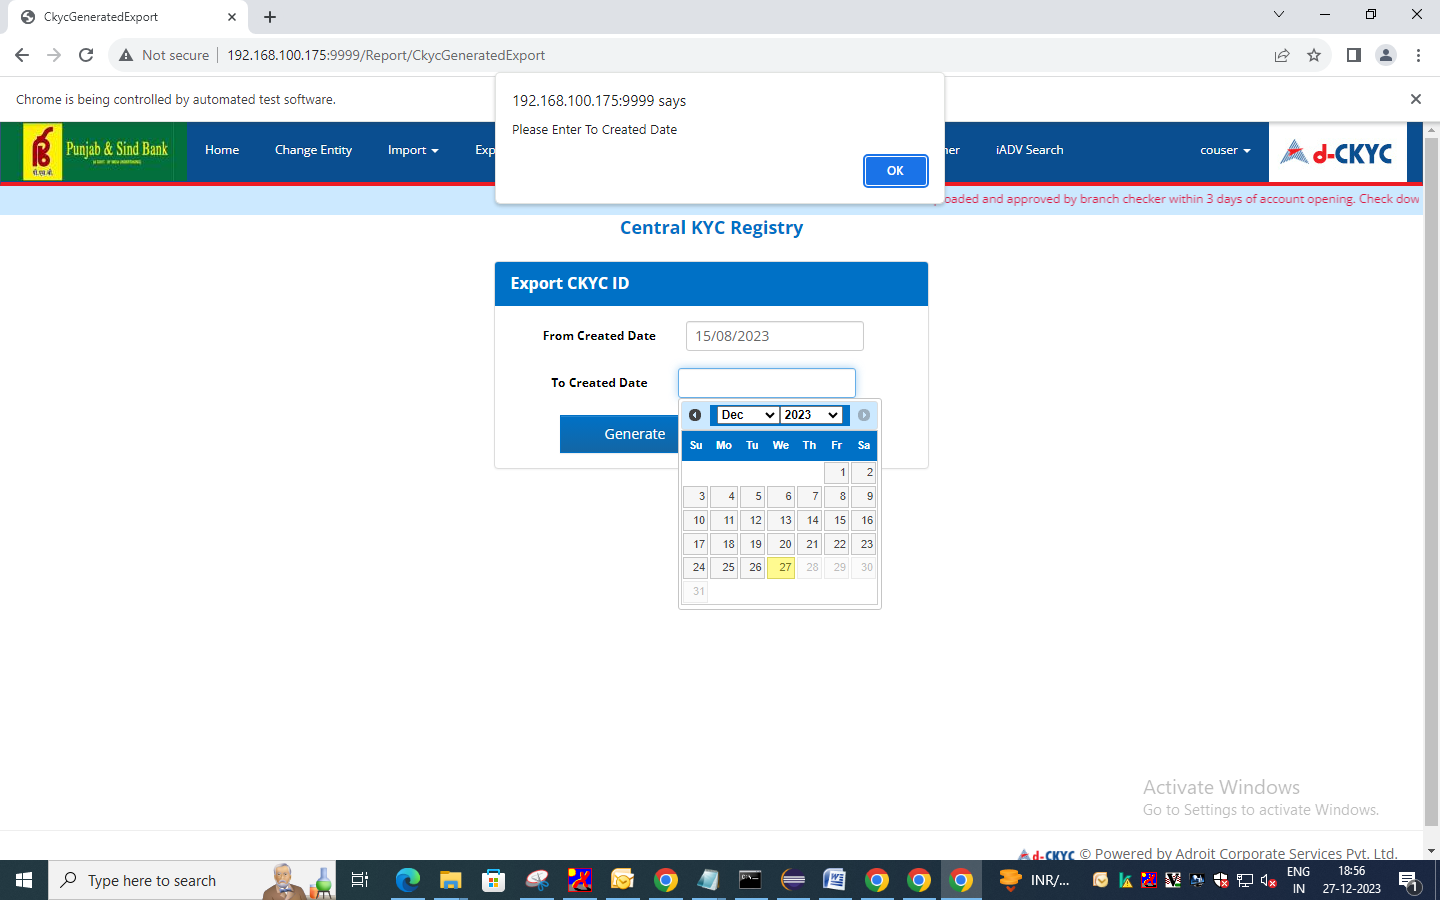 CkycGeneratedExport
Not secure
192.168.100.175:9999/Report/CkycGeneratedExport
Chrome is being controlled by automated test software.
192.168.100.175:9999 says
Please Enter To Created Date
OK
Punjab & Sind Bank
Home
Change Entity
Import
Exp
ner
iADV Search
couser
d-CKYC
oaded and approved by branch checker within 3 days of account opening. Check dow
Central KYC Registry
Export CKYC ID
From Created Date
15/08/2023
To Created Date
Generate
Dec 2023
Su Mo Tu We Th Fr Sa
1 2
3 4 5 6 7 8 9
10 11 12 13 14 15 16
17 18 19 20 21 22 23
24 25 26 27 28 29 30
31
Activate Windows
Go to Settings to activate Windows.
d-CKYC © Powered by Adroit Corporate Services Pvt. Ltd.
Type here to search
INR/...
ENG
IN
18:56
27-12-2023
1